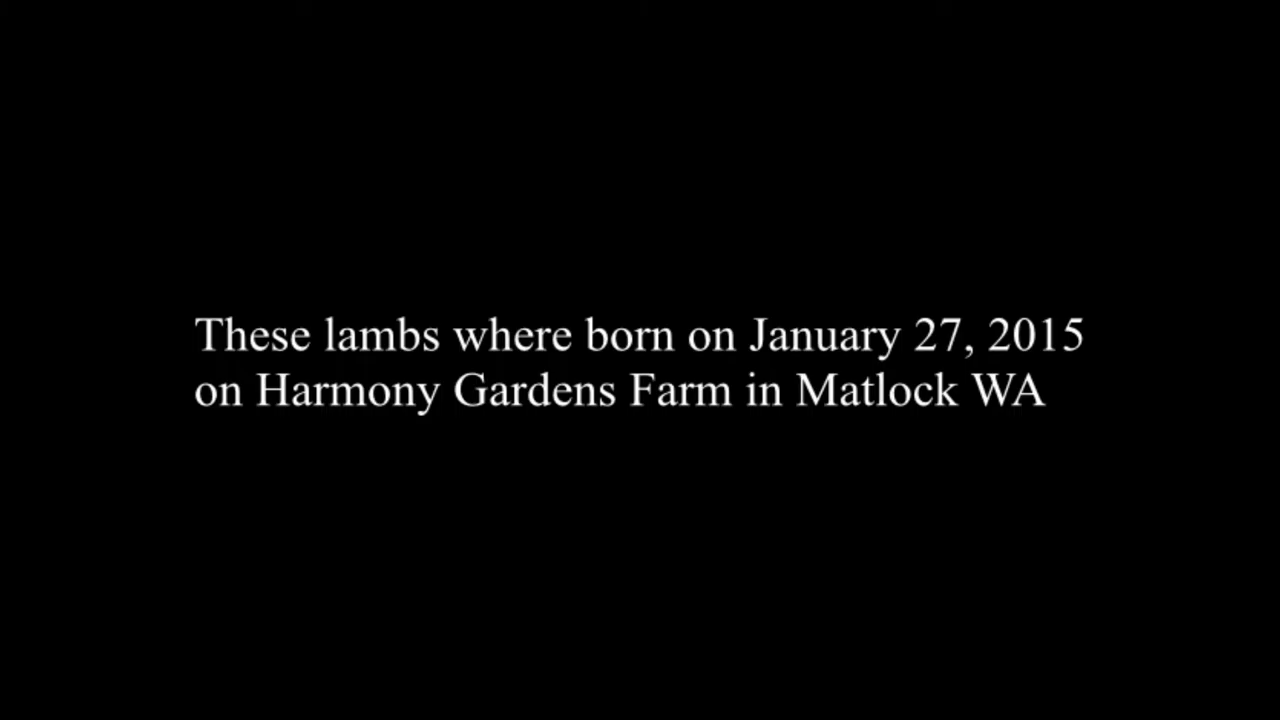 These lambs where born on January 27, 2015
on Harmony Gardens Farm in Matlock WA